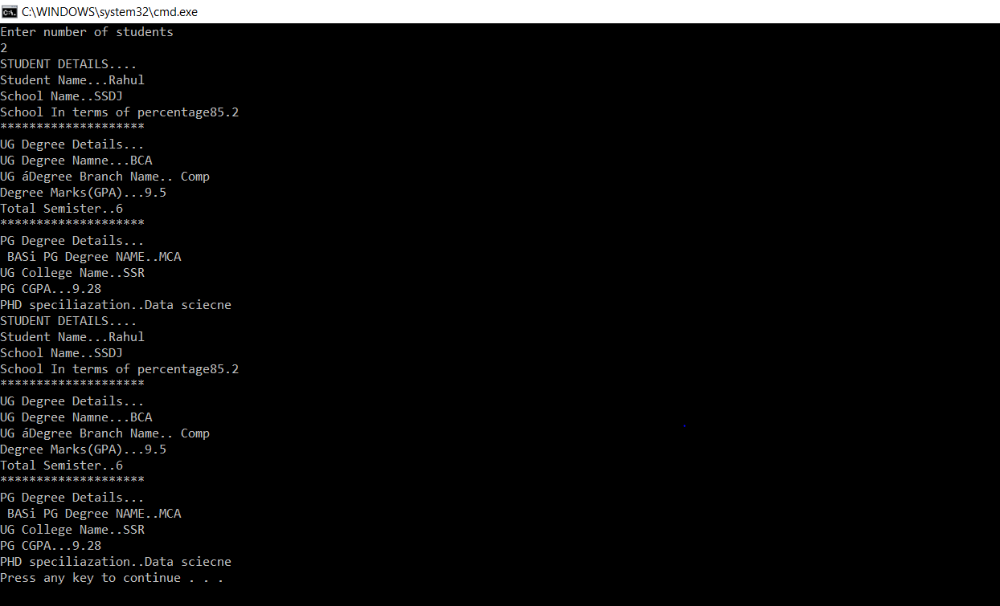 C:\WINDOWS\system32\cmd.exe
Enter number of students
2
STUDENT DETAILS....
Student Name...Rahul
School Name..SSDJ
School In terms of percentage85.2
********************
UG Degree Details...
UG Degree Namne...BCA
UG áDegree Branch Name.. Comp
Degree Marks(GPA)...9.5
Total Semister..6
********************
PG Degree Details...
 BASi PG Degree NAME..MCA
UG College Name..SSR
PG CGPA...9.28
PHD speciliazation..Data sciecne
STUDENT DETAILS....
Student Name...Rahul
School Name..SSDJ
School In terms of percentage85.2
********************
UG Degree Details...
UG Degree Namne...BCA
UG áDegree Branch Name.. Comp
Degree Marks(GPA)...9.5
Total Semister..6
********************
PG Degree Details...
 BASi PG Degree NAME..MCA
UG College Name..SSR
PG CGPA...9.28
PHD speciliazation..Data sciecne
Press any key to continue . . .